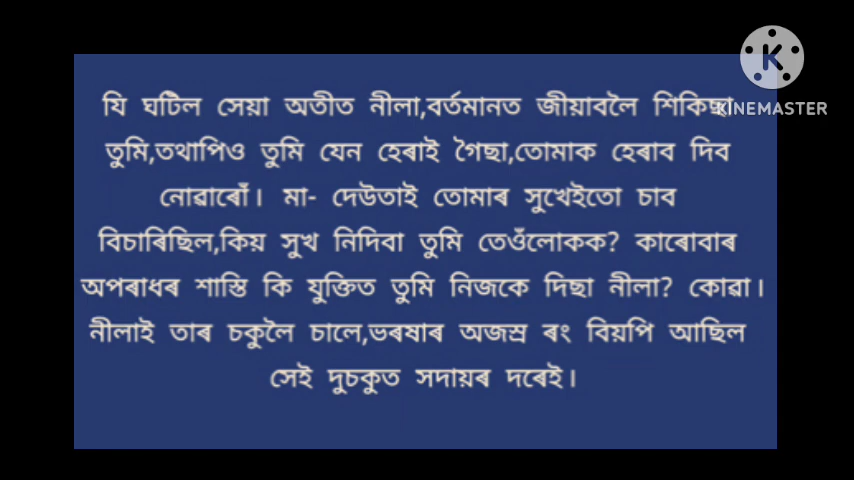 যি ঘটিল সেয়া অতীত নীলা,বৰ্তমানত জীয়াবলৈ শিকিছা
KINEMASTER
তুমি,তথাপিও তুমি যেন হেৰাই গৈছা,তোমাক হেৰাব দিব
নোৱাৰোঁ। মা- দেউতাই তোমাৰ সুখেইতো চাব
বিচাৰিছিল,কিয় সুখ নিদিবা তুমি তেওঁলোকক? কাৰোবাৰ
অপৰাধৰ শাস্তি কি যুক্তিত তুমি নিজকে দিছা নীলা? কোৱা।
নীলাই তাৰ চকুলৈ চালে,ভৰষাৰ অজস্ৰ ৰং বিয়পি আছিল
সেই দুচকুত সদায়ৰ দৰেই।